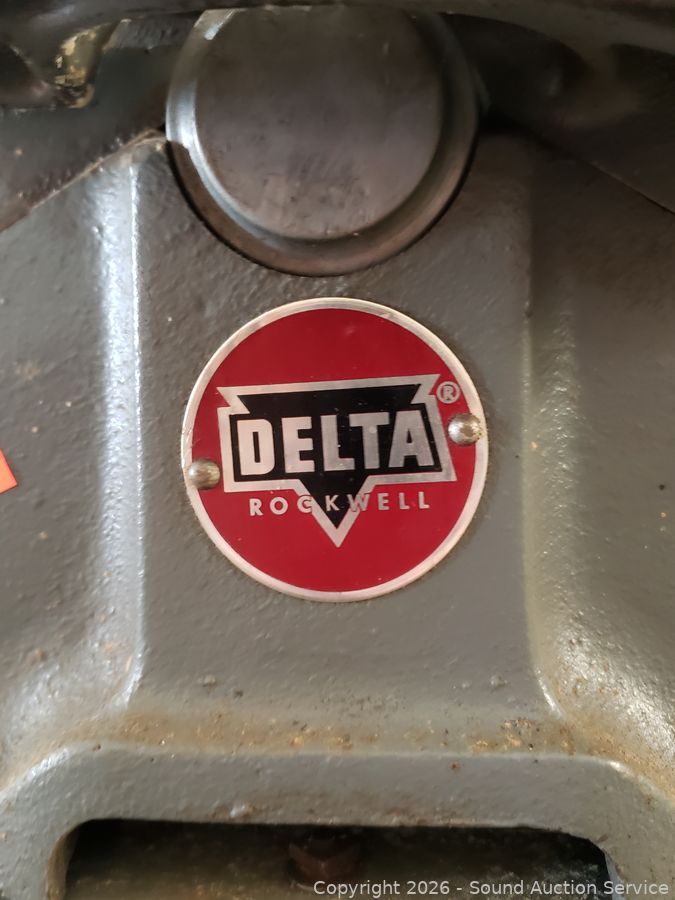 DELTA®
ROCKWELL
Copyright 2026 - Sound Auction Service